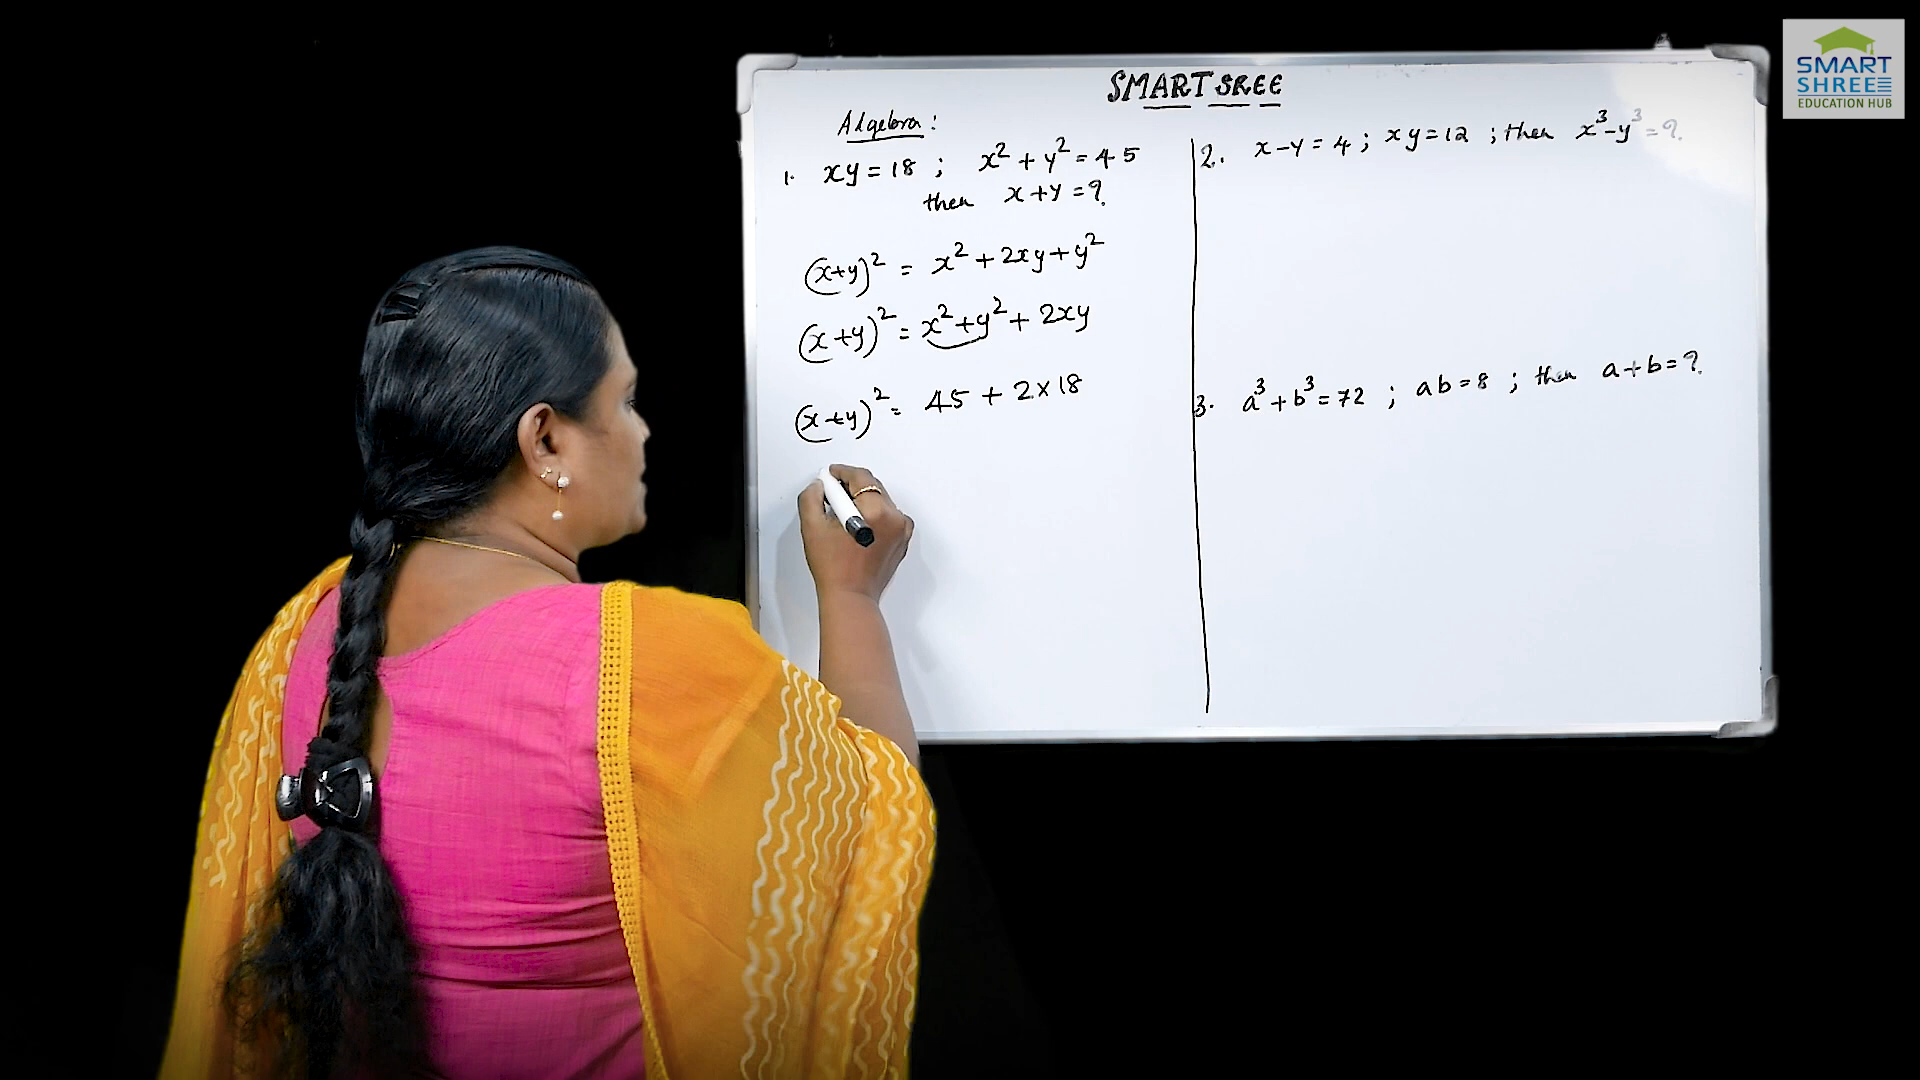 SMART SREE
Algebra:
1. xy = 18 ; x² + y² = 45
then x + y = ?
(x+y)² = x² + 2xy + y²
(x+y)² = x² + y² + 2xy
(x+y)² = 45 + 2×18
2. x - y = 4 ; xy = 12 ; then x³ - y³ = ?
3. a³ + b³ = 72 ; ab = 8 ; then a + b = ?
SMART
SHREE
EDUCATION HUB